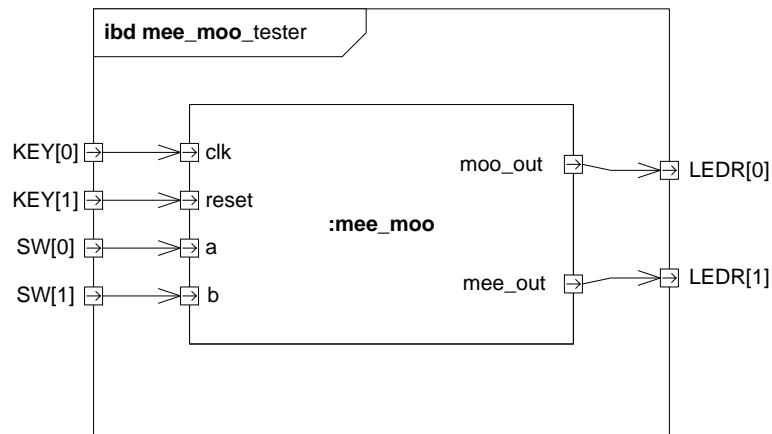 ibd mee_moo_tester
KEY[0] clk
moo_out LEDR[0]
KEY[1] reset
:mee_moo
SW[0] a
mee_out LEDR[1]
SW[1] b